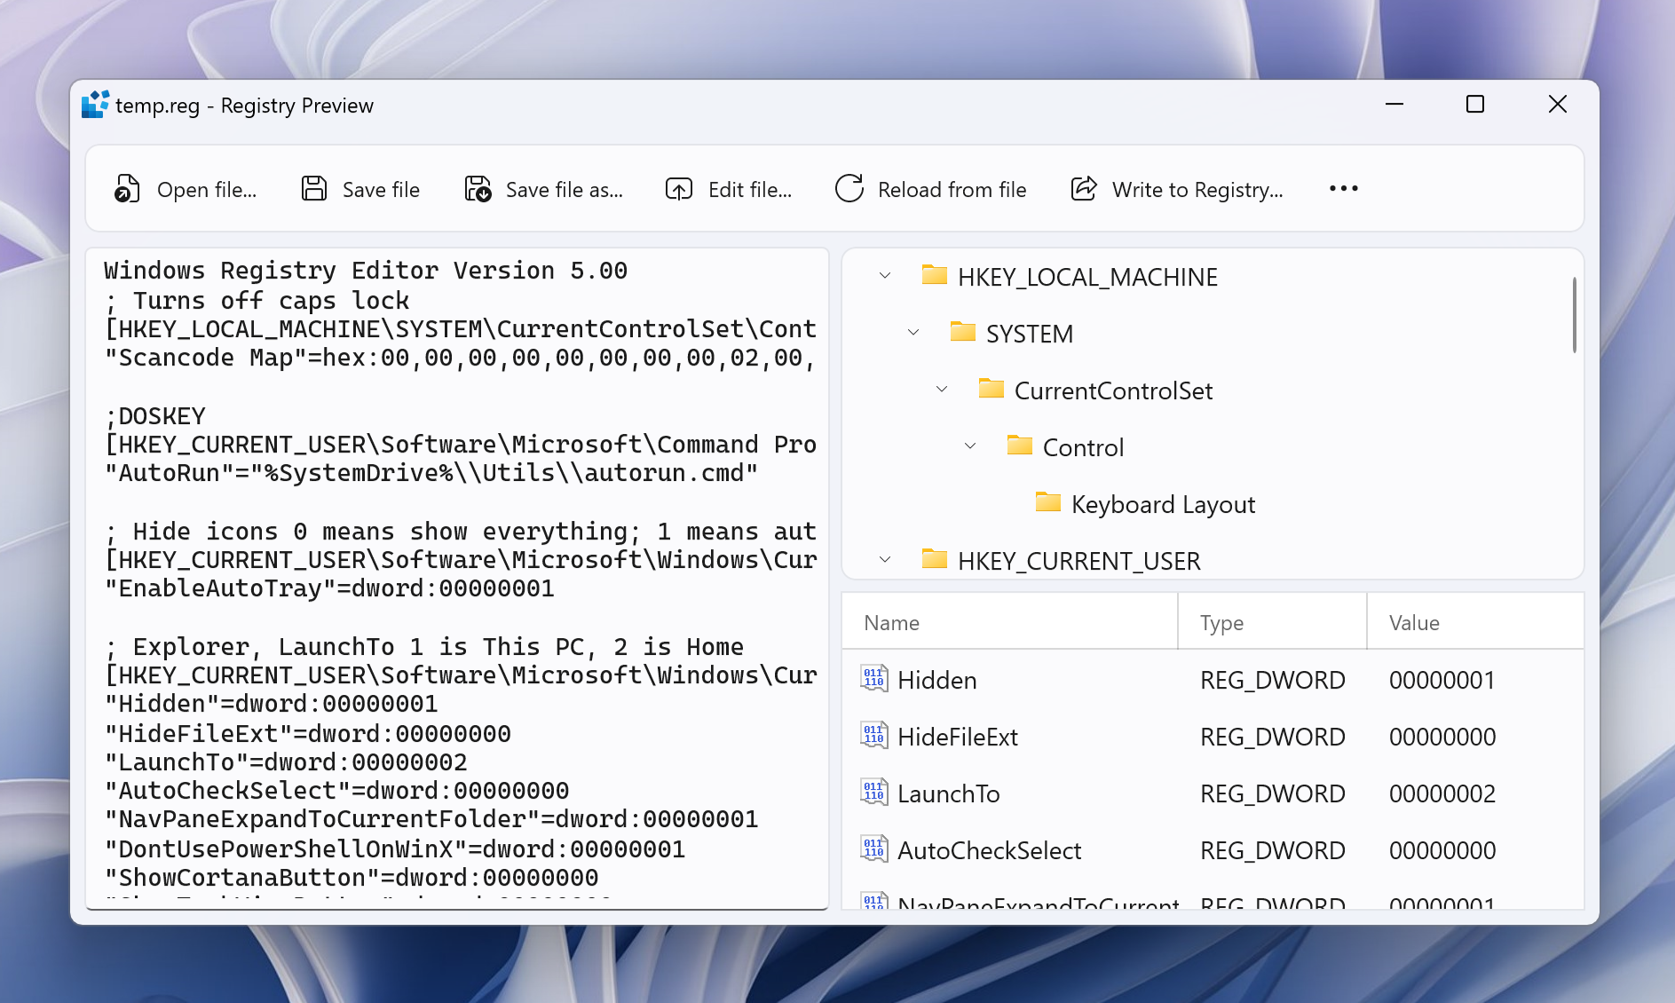 temp.reg - Registry Preview
Open file...
Save file
Save file as...
Edit file...
Reload from file
Write to Registry...
Windows Registry Editor Version 5.00
; Turns off caps lock
[HKEY_LOCAL_MACHINE\SYSTEM\CurrentControlSet\Cont
"Scancode Map"=hex:00,00,00,00,00,00,00,00,02,00,
;DOSKEY
[HKEY_CURRENT_USER\Software\Microsoft\Command Pro
"AutoRun"="%SystemDrive%\\Utils\\autorun.cmd"
; Hide icons 0 means show everything; 1 means aut
[HKEY_CURRENT_USER\Software\Microsoft\Windows\Cur
"EnableAutoTray"=dword:00000001
; Explorer, LaunchTo 1 is This PC, 2 is Home
[HKEY_CURRENT_USER\Software\Microsoft\Windows\Cur
"Hidden"=dword:00000001
"HideFileExt"=dword:00000000
"LaunchTo"=dword:00000002
"AutoCheckSelect"=dword:00000000
"NavPaneExpandToCurrentFolder"=dword:00000001
"DontUsePowerShellOnWinX"=dword:00000001
"ShowCortanaButton"=dword:00000000
HKEY_LOCAL_MACHINE
SYSTEM
CurrentControlSet
Control
Keyboard Layout
HKEY_CURRENT_USER
Name Type Value
Hidden REG_DWORD 00000001
HideFileExt REG_DWORD 00000000
LaunchTo REG_DWORD 00000002
AutoCheckSelect REG_DWORD 00000000
NavPaneExpandToCurrent REG_DWORD 00000001